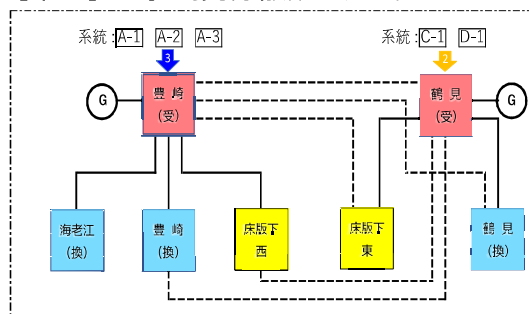 系統：A-1 A-2 A-3
系統：C-1 D-1
3
2
G
豊崎
(受)
鶴見
(受)
G
海老江
(換)
豊崎
(換)
床版下
西
床版下
東
鶴見
(換)